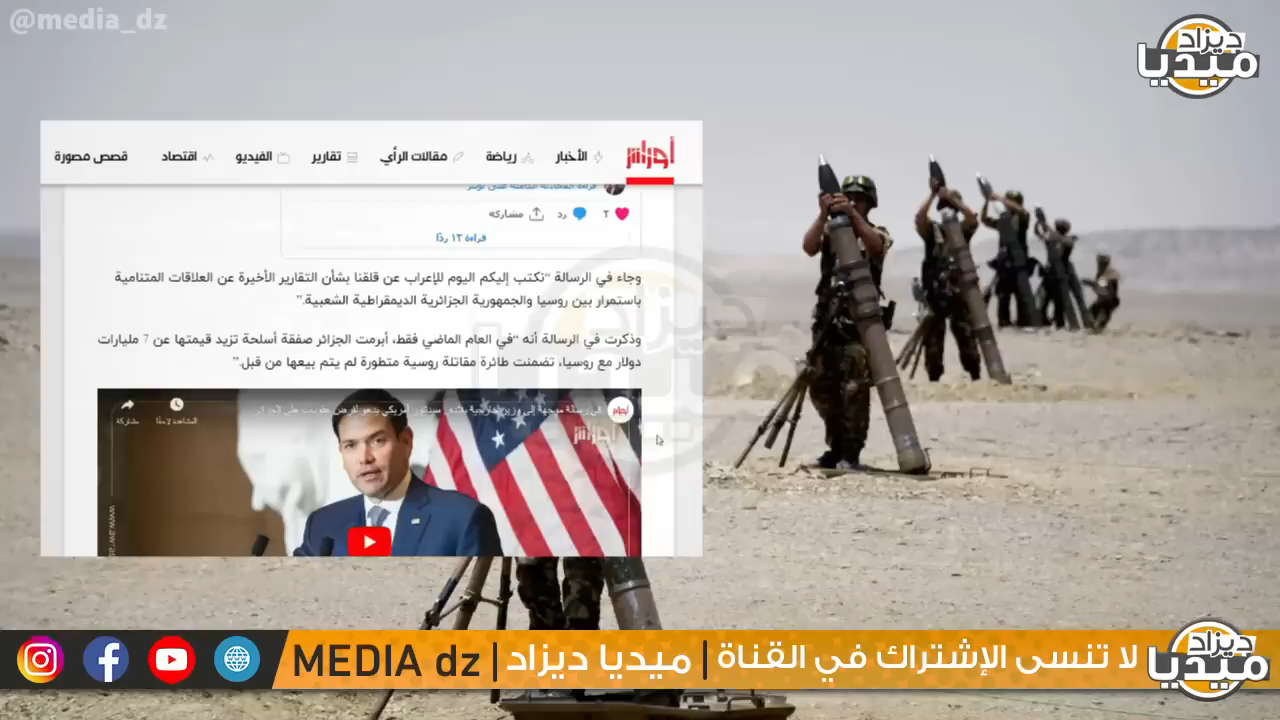 @media_dz
ديزاد
ميديا
أوراس
الأخبار
رياضة
مقالات الرأي
تقارير
الفيديو
اقتصاد
قصص مصورة
٢
رد
مشاركة
قراءة ١٣ ردًا
وجاء في الرسالة “نكتب إليكم اليوم للإعراب عن قلقنا بشأن التقارير الأخيرة عن العلاقات المتنامية
باستمرار بين روسيا والجمهورية الجزائرية الديمقراطية الشعبية.”
وذكرت في الرسالة أنه “في العام الماضي فقط، أبرمت الجزائر صفقة أسلحة تزيد قيمتها عن 7 مليارات
دولار مع روسيا، تضمنت طائرة مقاتلة روسية متطورة لم يتم بيعها من قبل.”
أوراس
المشاهدة لاحقًا
مشاركة
ديزاد
ميديا
لا تنسى الإشتراك في القناة | ميديا ديزاد | MEDIA dz
ديزاد
ميديا